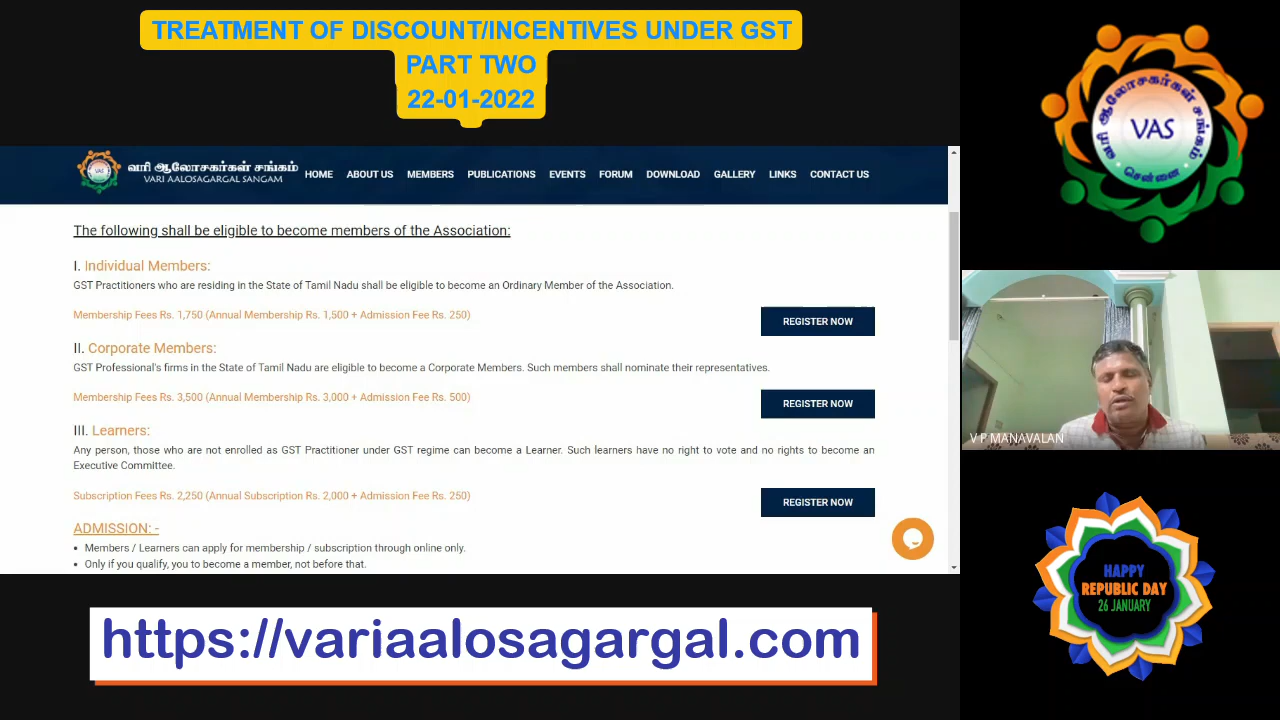 TREATMENT OF DISCOUNT/INCENTIVES UNDER GST
PART TWO
22-01-2022
வரி ஆலோசகர்கள் சங்கம்
VARI AALOSAGARGAL SANGAM
VAS
HOME ABOUT US MEMBERS PUBLICATIONS EVENTS FORUM DOWNLOAD GALLERY LINKS CONTACT US
The following shall be eligible to become members of the Association:
I. Individual Members:
GST Practitioners who are residing in the State of Tamil Nadu shall be eligible to become an Ordinary Member of the Association.
Membership Fees Rs. 1,750 (Annual Membership Rs. 1,500 + Admission Fee Rs. 250)
REGISTER NOW
II. Corporate Members:
GST Professional's firms in the State of Tamil Nadu are eligible to become a Corporate Members. Such members shall nominate their representatives.
Membership Fees Rs. 3,500 (Annual Membership Rs. 3,000 + Admission Fee Rs. 500)
REGISTER NOW
III. Learners:
Any person, those who are not enrolled as GST Practitioner under GST regime can become a Learner. Such learners have no right to vote and no rights to become an
Executive Committee.
Subscription Fees Rs. 2,250 (Annual Subscription Rs. 2,000 + Admission Fee Rs. 250)
REGISTER NOW
ADMISSION: -
• Members / Learners can apply for membership / subscription through online only.
• Only if you qualify, you to become a member, not before that.
https://variaalosagargal.com
வரி ஆலோசகர்கள் சங்கம்
VAS
சென்னை
V P MANAVALAN
HAPPY
REPUBLIC DAY
26 JANUARY